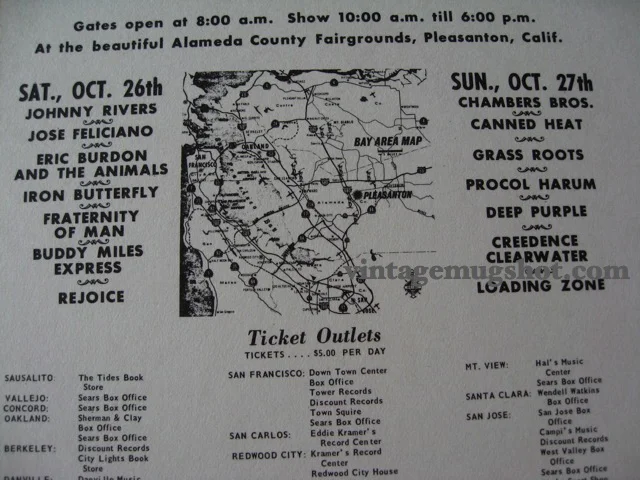 Gates open at 8:00 a.m. Show 10:00 a.m. till 6:00 p.m.
At the beautiful Alameda County Fairgrounds, Pleasanton, Calif.
SAT., OCT. 26th
JOHNNY RIVERS
JOSE FELICIANO
ERIC BURDON
AND THE ANIMALS
IRON BUTTERFLY
FRATERNITY
OF MAN
BUDDY MILES
EXPRESS
REJOICE
OAKLAND
SAN
FRANCISCO
BAY AREA MAP
PLEASANTON
SUN., OCT. 27th
CHAMBERS BROS.
CANNED HEAT
GRASS ROOTS
PROCOL HARUM
DEEP PURPLE
CREEDENCE
CLEARWATER
LOADING ZONE
vintagemugshot.com
Ticket Outlets
TICKETS . . . . $5.00 PER DAY
SAUSALITO: The Tides Book
Store
VALLEJO: Sears Box Office
CONCORD: Sears Box Office
OAKLAND: Sherman & Clay
Box Office
Sears Box Office
BERKELEY: Discount Records
City Lights Book
Store
DANVILLE:
SAN FRANCISCO: Down Town Center
Box Office
Tower Records
Discount Records
Town Squire
Sears Box Office
SAN CARLOS: Eddie Kramer's
Record Center
REDWOOD CITY: Kramer's Record
Center
Redwood City House
MT. VIEW: Hal's Music
Center
Sears Box Office
SANTA CLARA: Wendell Watkins
Box Office
SAN JOSE: San Jose Box
Office
Campi's Music
Discount Records
West Valley Box
Office
Sears Box Office